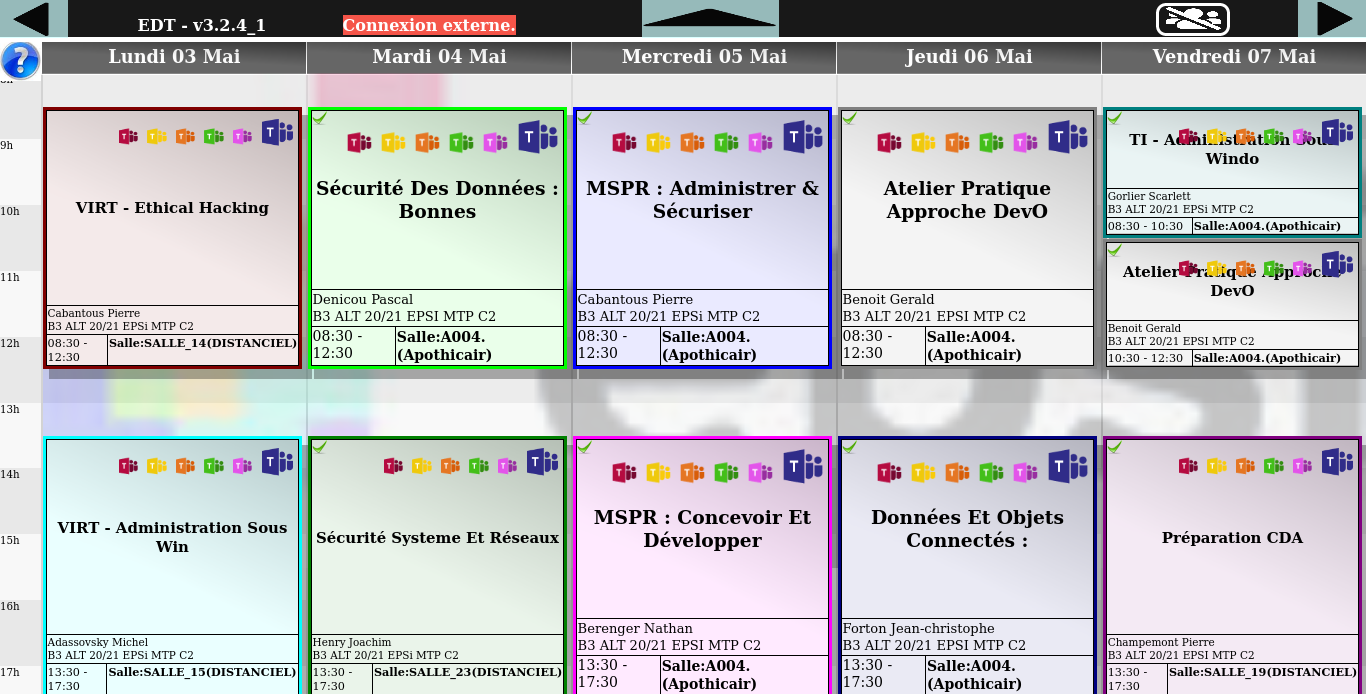 EDT - v3.2.4_1
Connexion externe.
Lundi 03 Mai
Mardi 04 Mai
Mercredi 05 Mai
Jeudi 06 Mai
Vendredi 07 Mai
9h
10h
11h
12h
13h
14h
15h
16h
17h
VIRT - Ethical Hacking
Cabantous Pierre
B3 ALT 20/21 EPSi MTP C2
08:30 -
12:30
Salle:SALLE_14(DISTANCIEL)
VIRT - Administration Sous
Win
Adassovsky Michel
B3 ALT 20/21 EPSi MTP C2
13:30 -
17:30
Salle:SALLE_15(DISTANCIEL)
Sécurité Des Données :
Bonnes
Denicou Pascal
B3 ALT 20/21 EPSI MTP C2
08:30 -
12:30
Salle:A004.
(Apothicair)
Sécurité Systeme Et Réseaux
Henry Joachim
B3 ALT 20/21 EPSi MTP C2
13:30 -
17:30
Salle:SALLE_23(DISTANCIEL)
MSPR : Administrer &
Sécuriser
Cabantous Pierre
B3 ALT 20/21 EPSI MTP C2
08:30 -
12:30
Salle:A004.
(Apothicair)
MSPR : Concevoir Et
Développer
Berenger Nathan
B3 ALT 20/21 EPSI MTP C2
13:30 -
17:30
Salle:A004.
(Apothicair)
Atelier Pratique
Approche DevO
Benoit Gerald
B3 ALT 20/21 EPSI MTP C2
08:30 -
12:30
Salle:A004.
(Apothicair)
Données Et Objets
Connectés :
Forton Jean-christophe
B3 ALT 20/21 EPSI MTP C2
13:30 -
17:30
Salle:A004.
(Apothicair)
TI - Administration Sous
Windo
Gorlier Scarlett
B3 ALT 20/21 EPSi MTP C2
08:30 - 10:30
Salle:A004.(Apothicair)
Atelier Pratique Approche
DevO
Benoit Gerald
B3 ALT 20/21 EPSi MTP C2
10:30 - 12:30
Salle:A004.(Apothicair)
Préparation CDA
Champemont Pierre
B3 ALT 20/21 EPSi MTP C2
13:30 -
17:30
Salle:SALLE_19(DISTANCIEL)